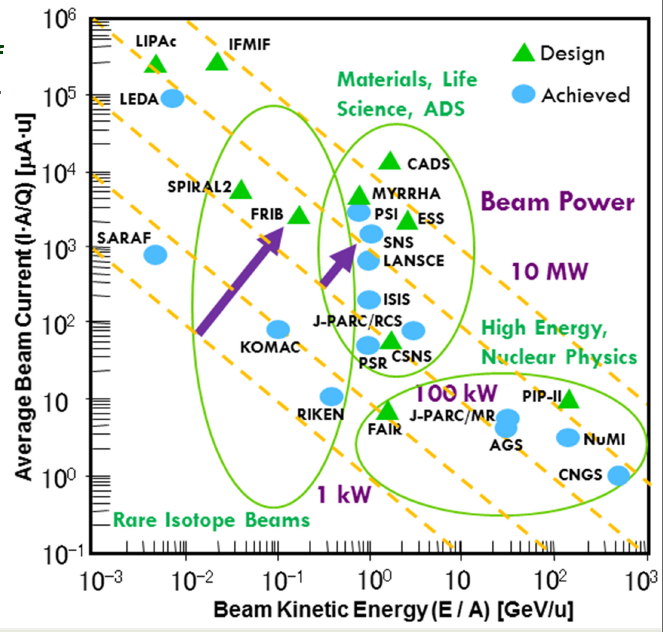 10⁶
10⁵
10⁴
10³
10²
10
10⁰
10⁻¹
Average Beam Current (I·A/Q) [µA·u]
LIPAc
IFMIF
LEDA
Design
Achieved
Materials, Life
Science, ADS
CADS
SPIRAL2
MYRRHA
FRIB
PSI
ESS
Beam Power
SARAF
SNS
LANSCE
10 MW
ISIS
J-PARC/RCS
KOMAC
PSR
CSNS
High Energy,
Nuclear Physics
100 kW
PIP-II
RIKEN
FAIR
J-PARC/MR
AGS
NuMI
CNGS
1 kW
Rare Isotope Beams
10⁻³
10⁻²
10⁻¹
10⁰
10
10²
10³
Beam Kinetic Energy (E / A) [GeV/u]